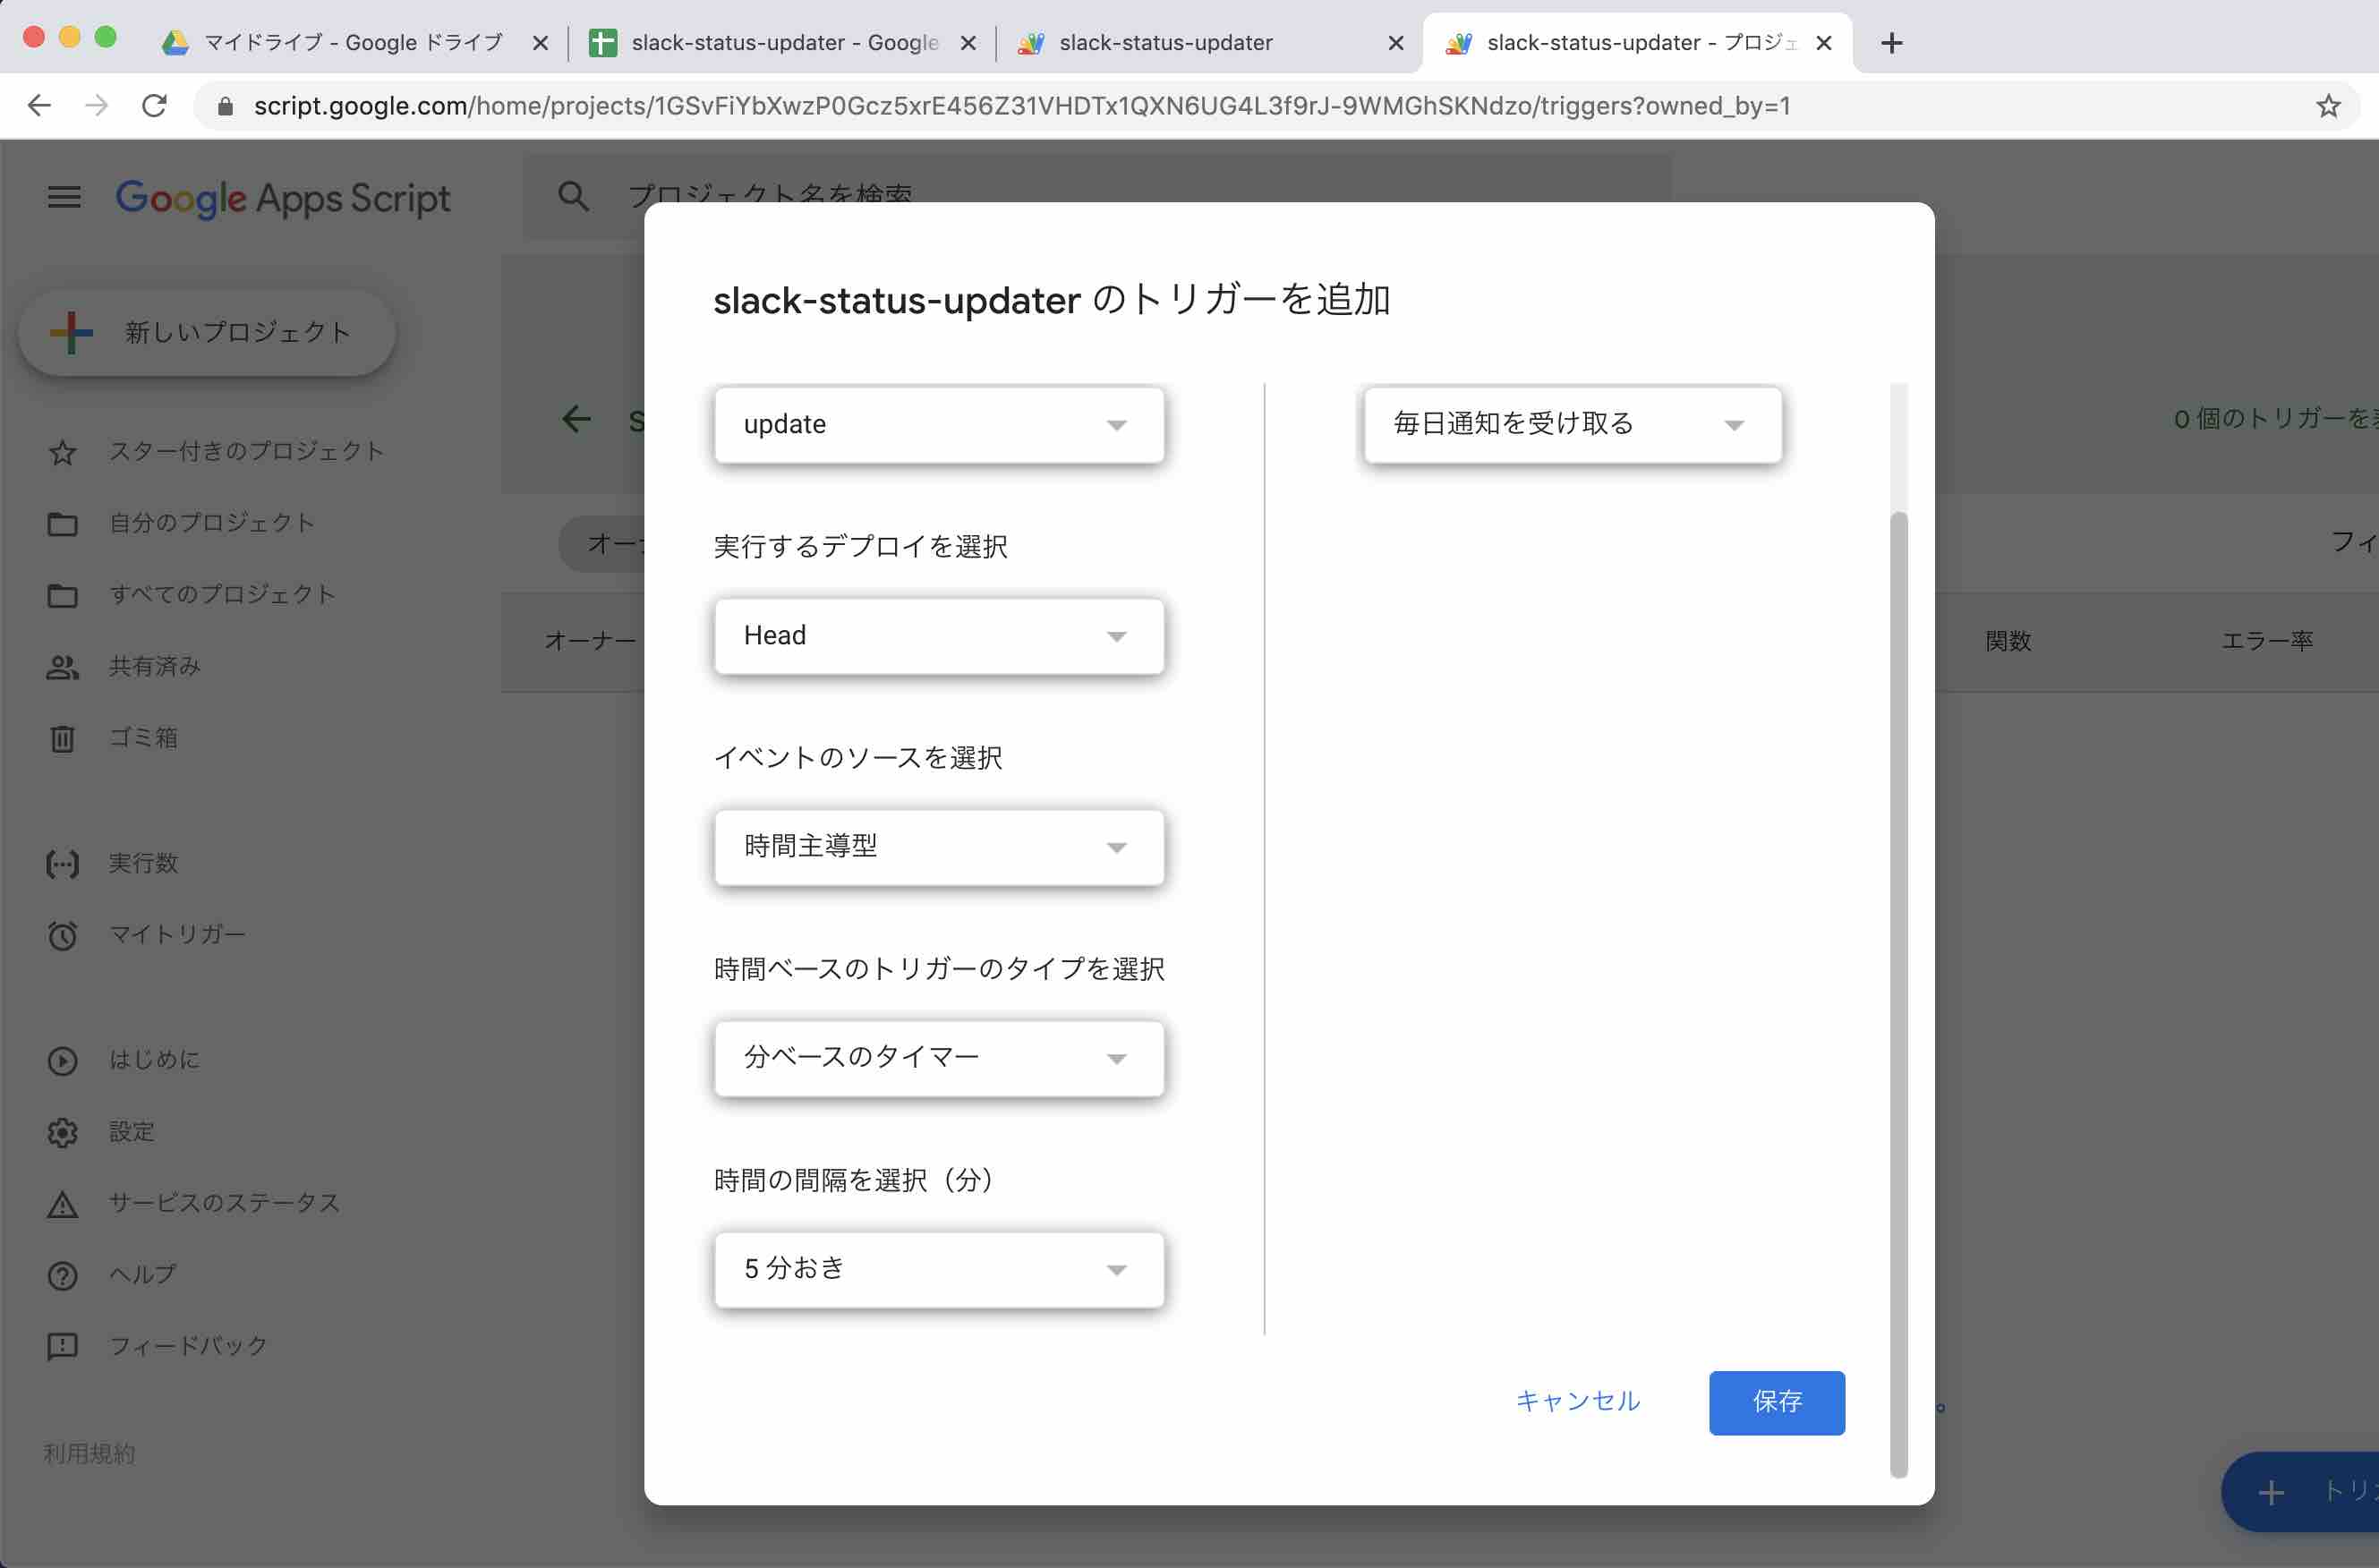 マイドライブ - Google ドライブ
slack-status-updater - Google
slack-status-updater
slack-status-updater - プロジェ
script.google.com/home/projects/1GSvFiYbXwzP0Gcz5xrE456Z31VHDTx1QXN6UG4L3f9rJ-9WMGhSKNdzo/triggers?owned_by=1
Google Apps Script
プロジェクト名を検索
新しいプロジェクト
スター付きのプロジェクト
自分のプロジェクト
すべてのプロジェクト
共有済み
ゴミ箱
実行数
マイトリガー
はじめに
設定
サービスのステータス
ヘルプ
フィードバック
利用規約
s
0 個のトリガーを
オー
フィ
オーナー
関数
エラー率
slack-status-updater のトリガーを追加
update
毎日通知を受け取る
実行するデプロイを選択
Head
イベントのソースを選択
時間主導型
時間ベースのトリガーのタイプを選択
分ベースのタイマー
時間の間隔を選択（分）
5 分おき
キャンセル
保存
。
トリ